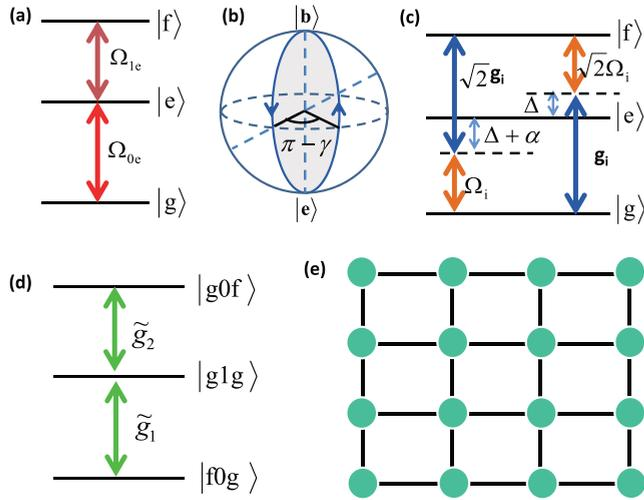 (a)
|f⟩
Ω1e
|e⟩
Ω0e
|g⟩
(b)
|b⟩
π − γ
|e⟩
(c)
|f⟩
√2gi
√2Ωi
Δ
|e⟩
Δ + α
gi
Ωi
|g⟩
(d)
|g0f⟩
g̃2
|g1g⟩
g̃1
|f0g⟩
(e)